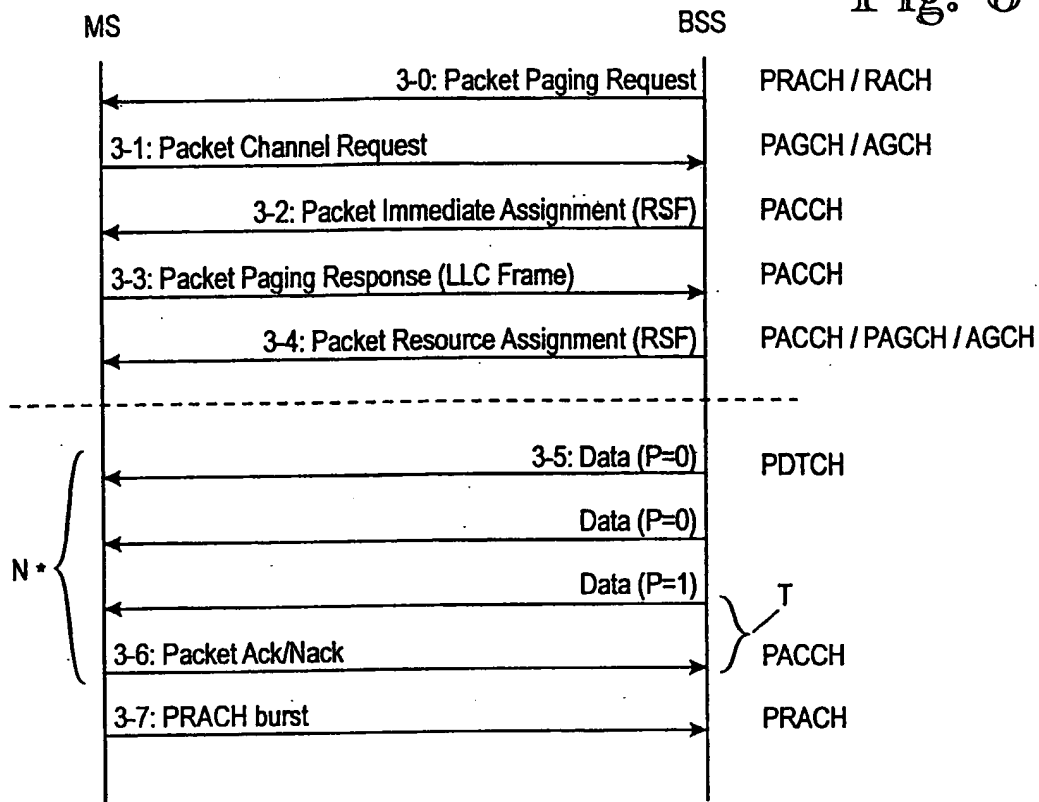 Fig.
MS BSS
3-0: Packet Paging Request PRACH / RACH
3-1: Packet Channel Request PAGCH / AGCH
3-2: Packet Immediate Assignment (RSF) PACCH
3-3: Packet Paging Response (LLC Frame) PACCH
3-4: Packet Resource Assignment (RSF) PACCH / PAGCH / AGCH
3-5: Data (P=0) PDTCH
Data (P=0)
N *
Data (P=1)
T
3-6: Packet Ack/Nack PACCH
3-7: PRACH burst PRACH